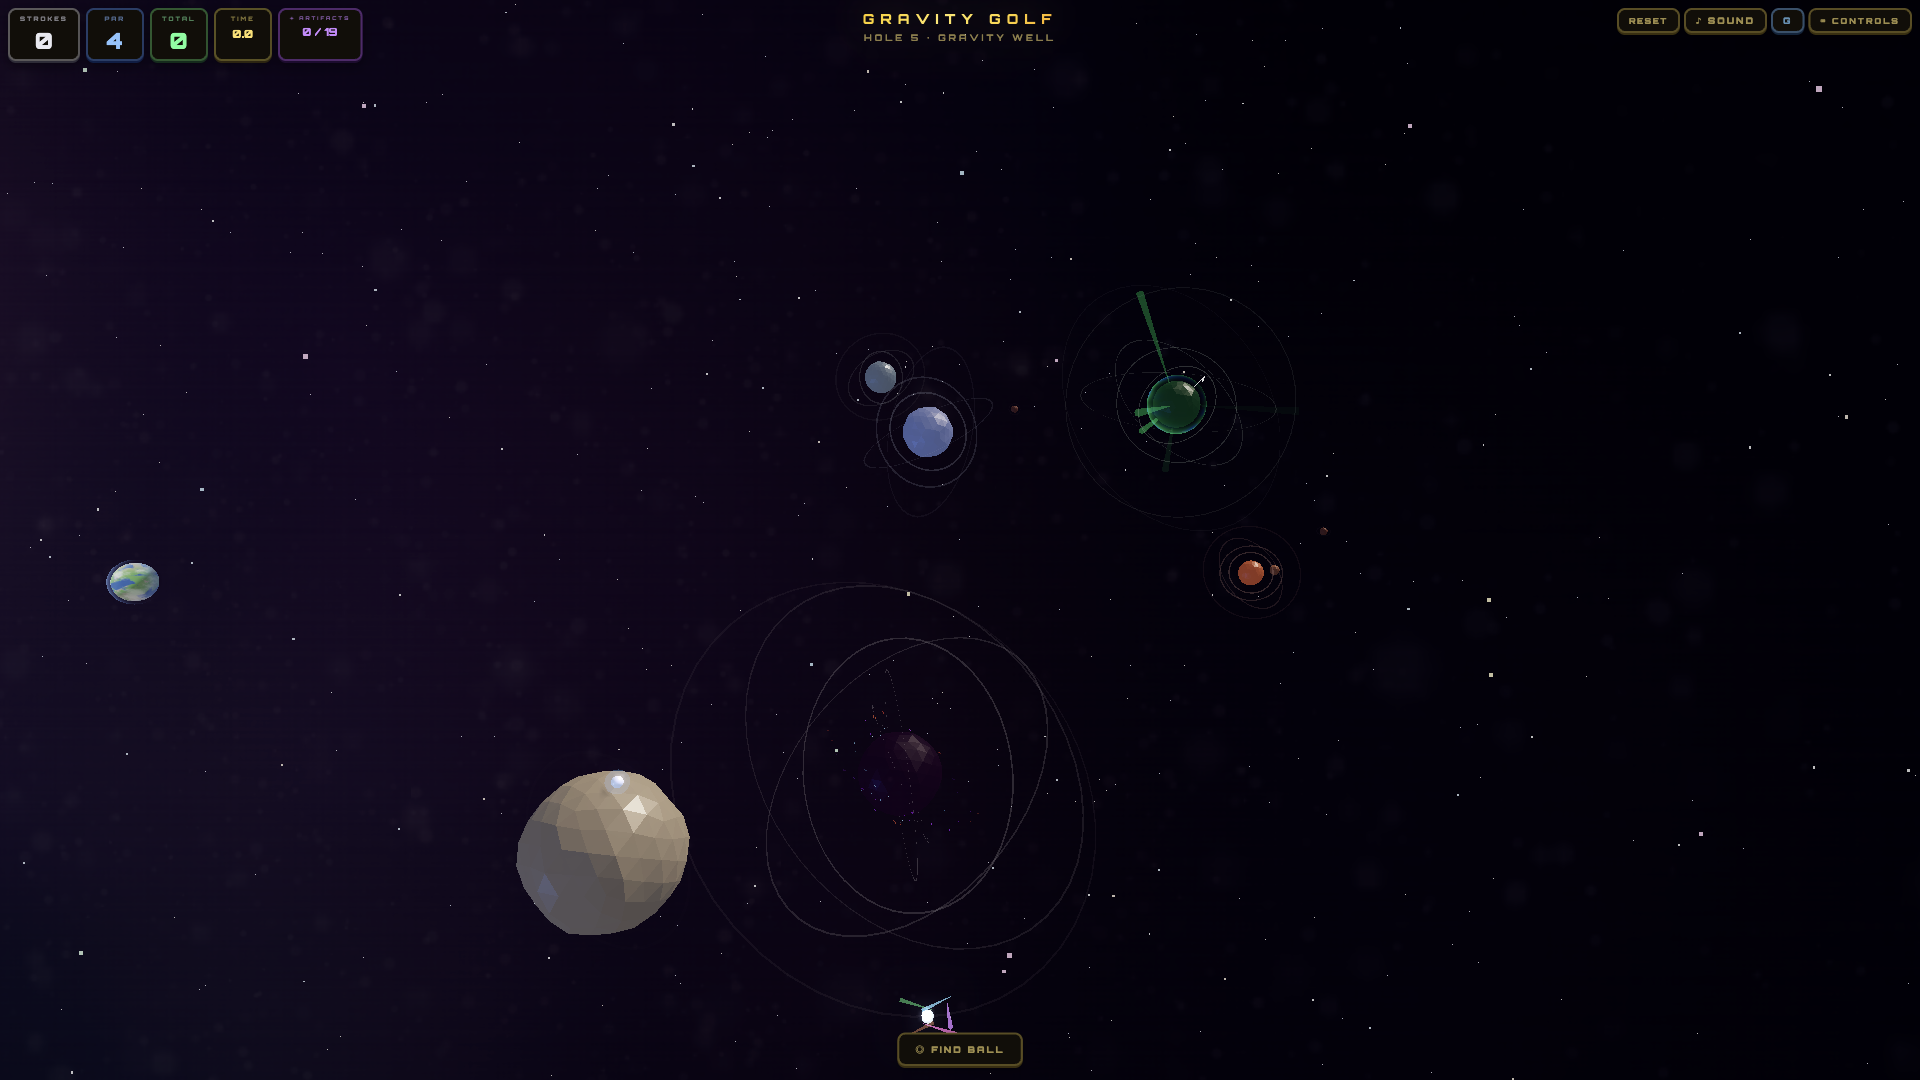 STROKES
0
PAR
4
TOTAL
0
TIME
0.0
ARTIFACTS
0 / 19
GRAVITY GOLF
HOLE 5 · GRAVITY WELL
RESET
♪ SOUND
G
CONTROLS
FIND BALL